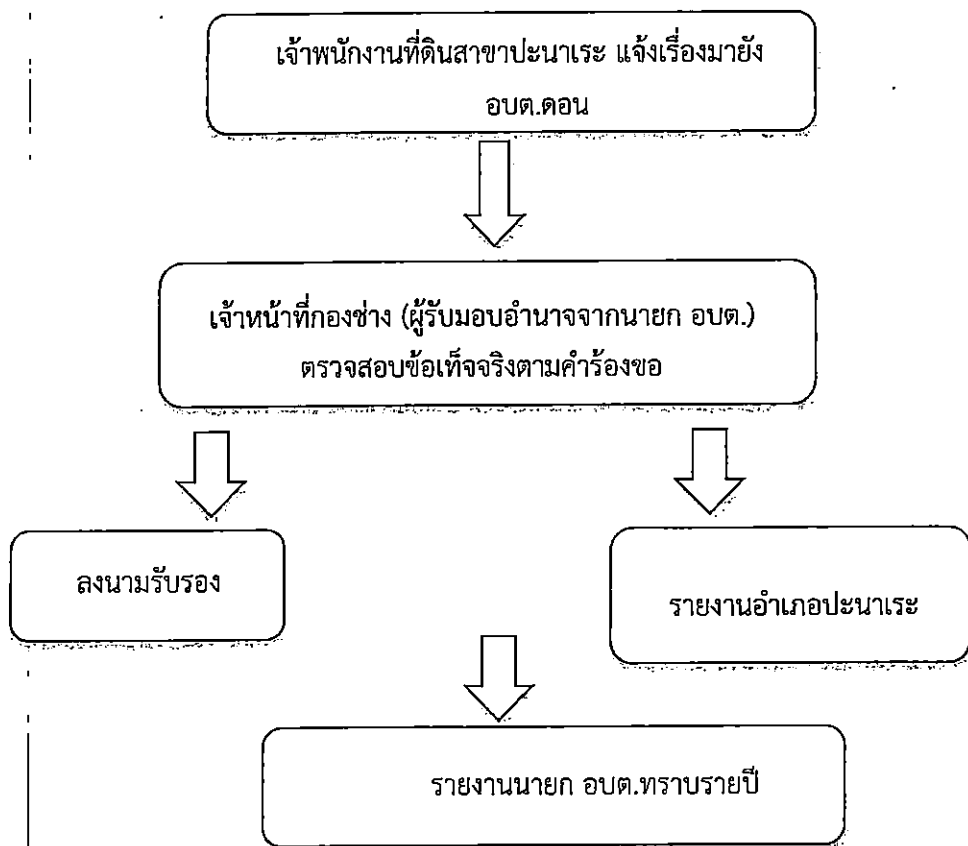 เจ้าพนักงานที่ดินสาขาปะนาเระ แจ้งเรื่องมายัง
อบต.ดอน
เจ้าหน้าที่กองช่าง (ผู้รับมอบอำนาจจากนายก อบต.)
ตรวจสอบข้อเท็จจริงตามคำร้องขอ
ลงนามรับรอง
รายงานอำเภอปะนาเระ
รายงานนายก อบต.ทราบรายปี